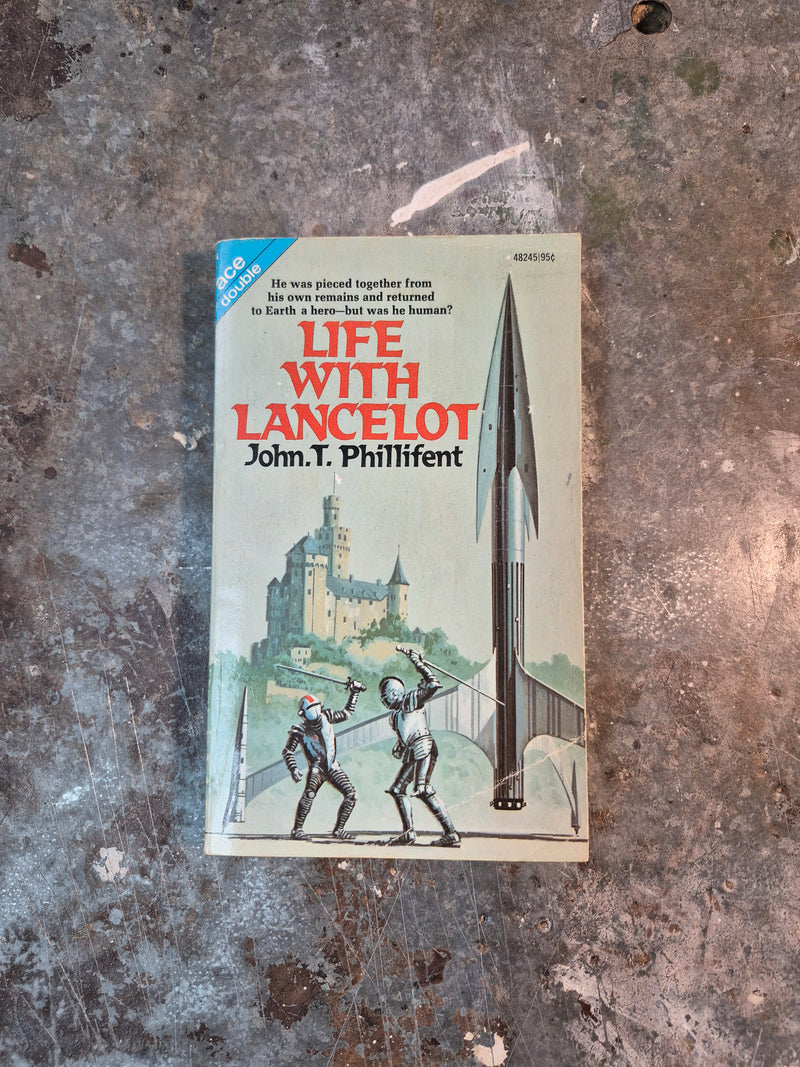 ace
double
48245|95¢
He was pieced together from
his own remains and returned
to Earth a hero—but was he human?
LIFE
WITH
LANCELOT
John.T. Phillifent